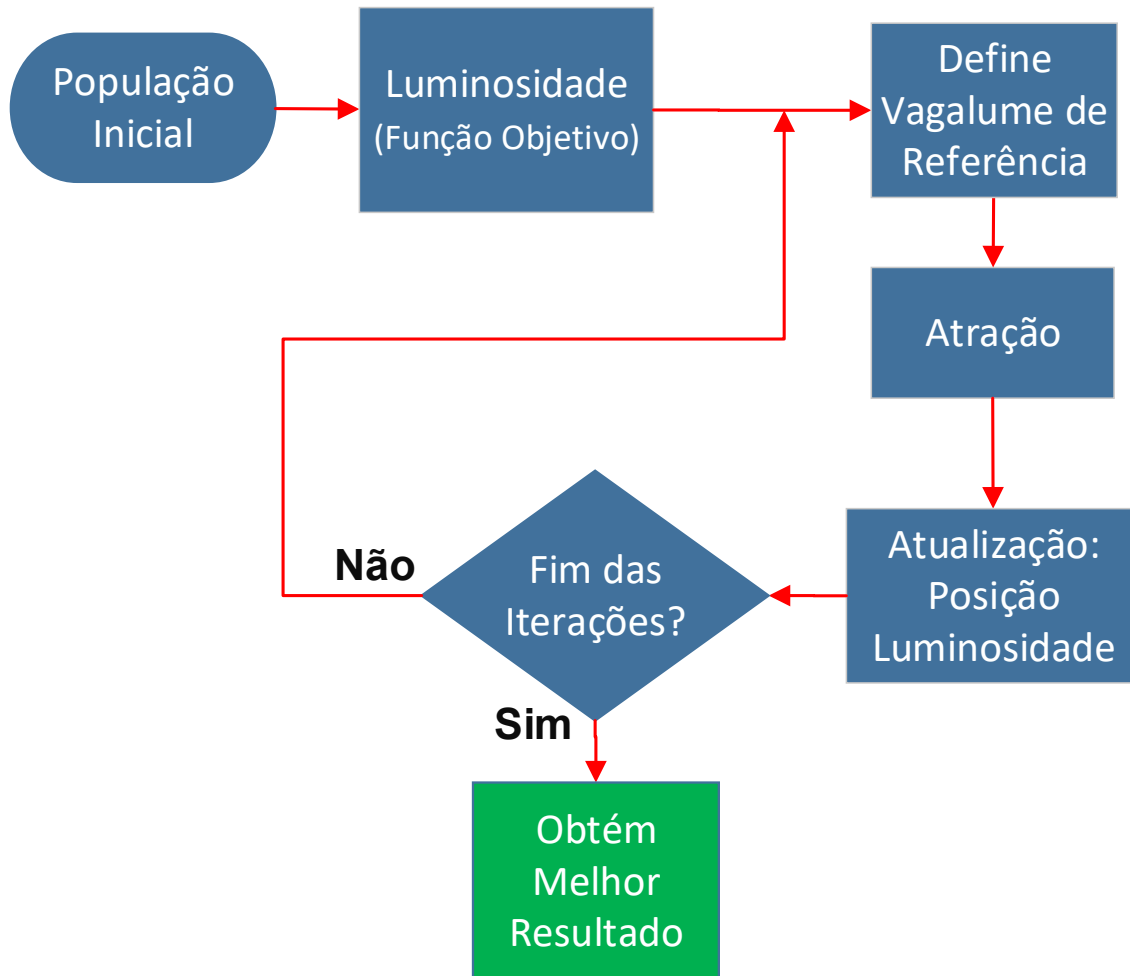 População
Inicial
Luminosidade
(Função Objetivo)
Define
Vagalume de
Referência
Atração
Atualização:
Posição
Luminosidade
Fim das
Iterações?
Não
Sim
Obtém
Melhor
Resultado